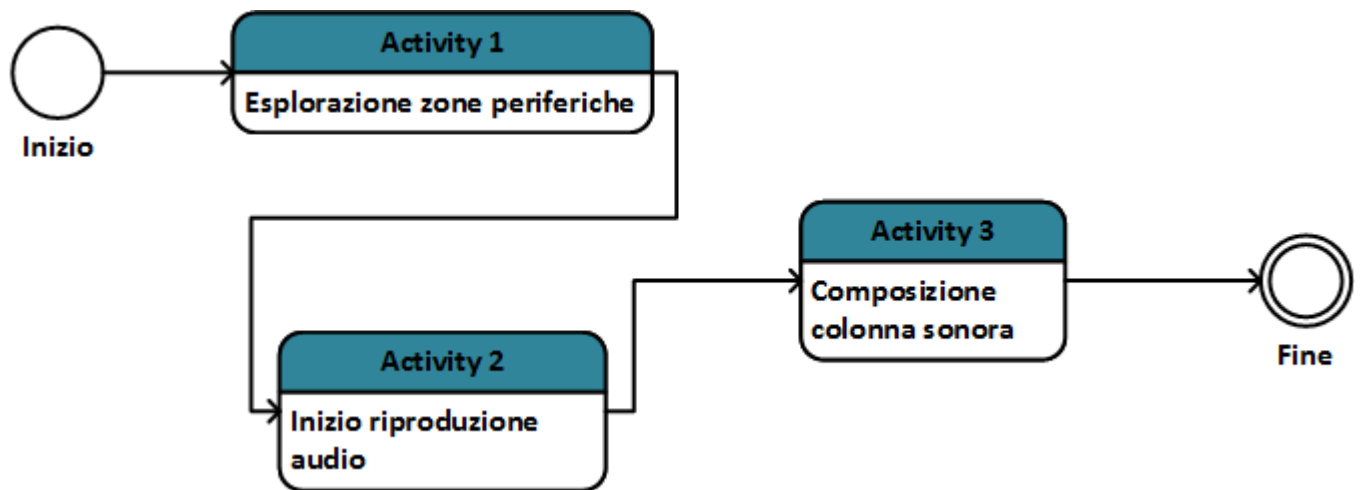 Activity 1
Esplorazione zone periferiche
Inizio
Activity 3
Composizione
colonna sonora
Fine
Activity 2
Inizio riproduzione
audio